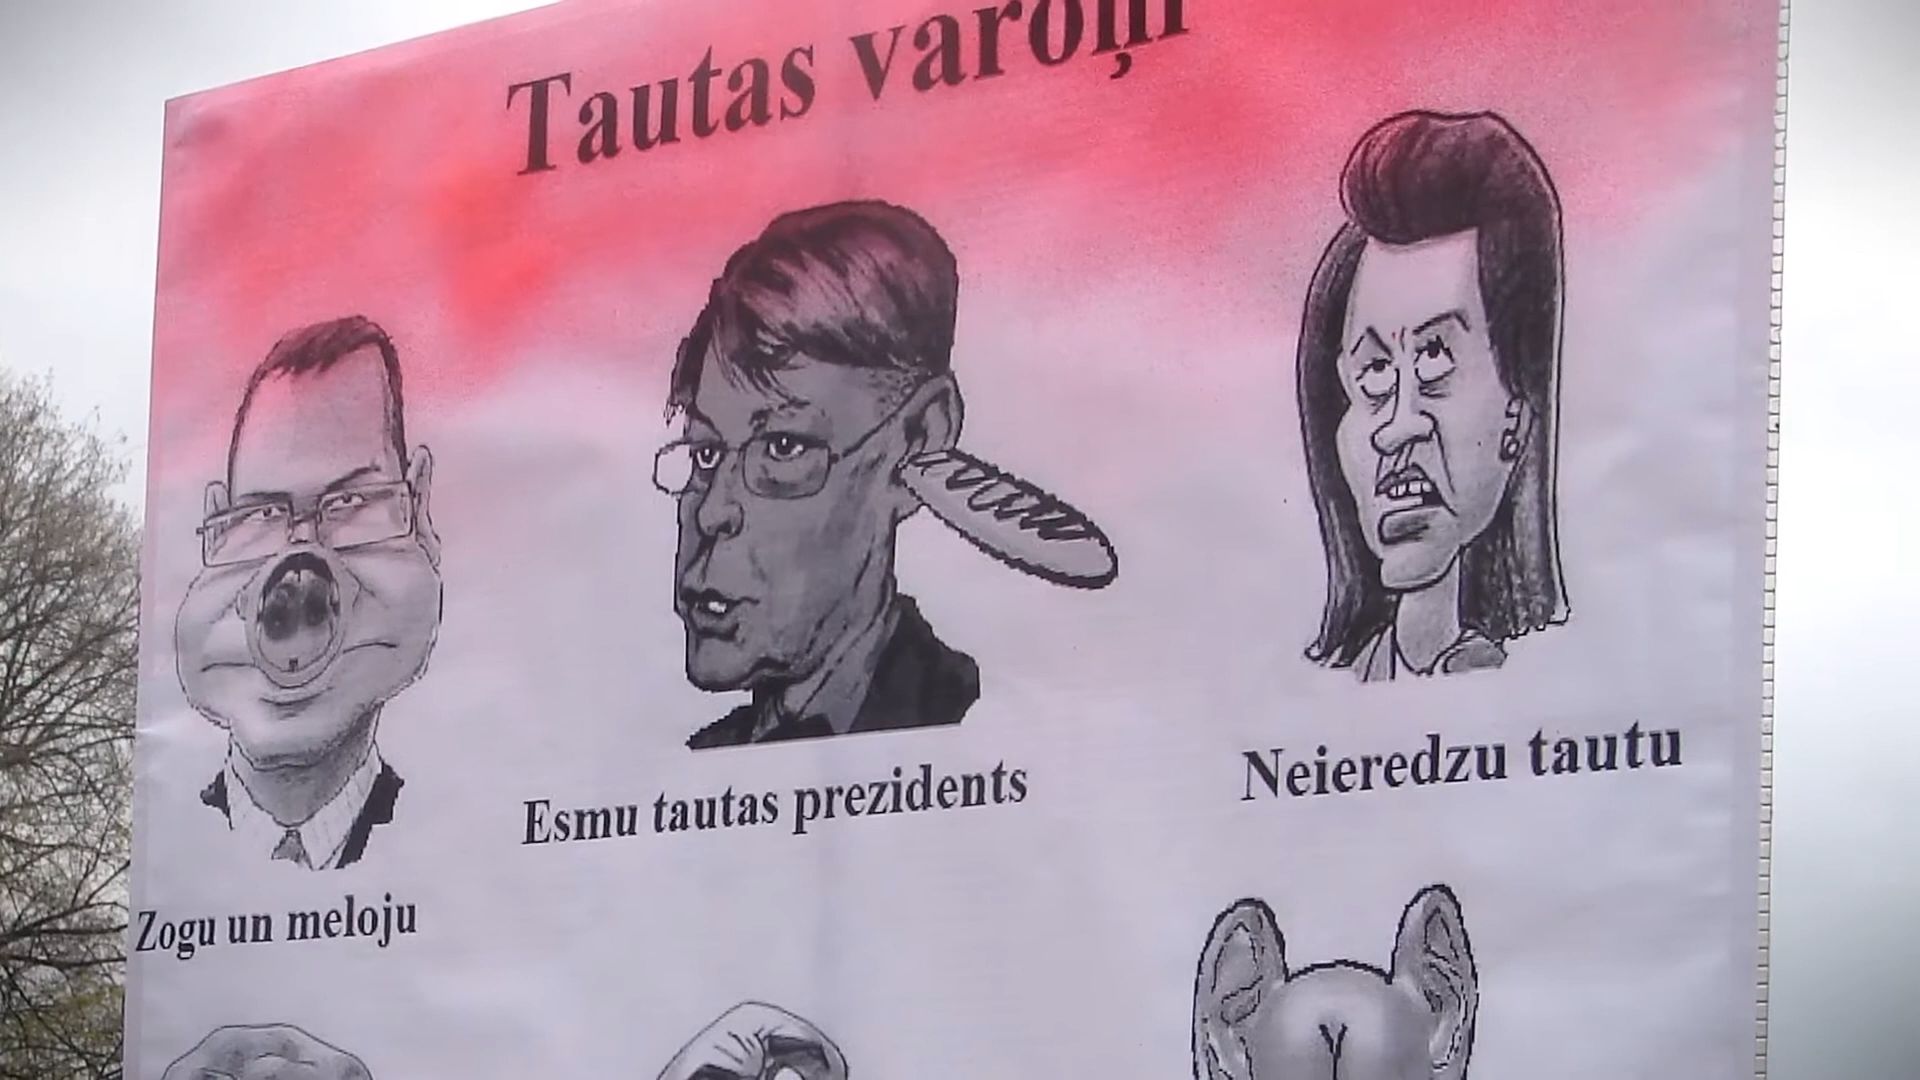 Tautas varoņi
Esmu tautas prezidents
Neieredzu tautu
Zogu un meloju